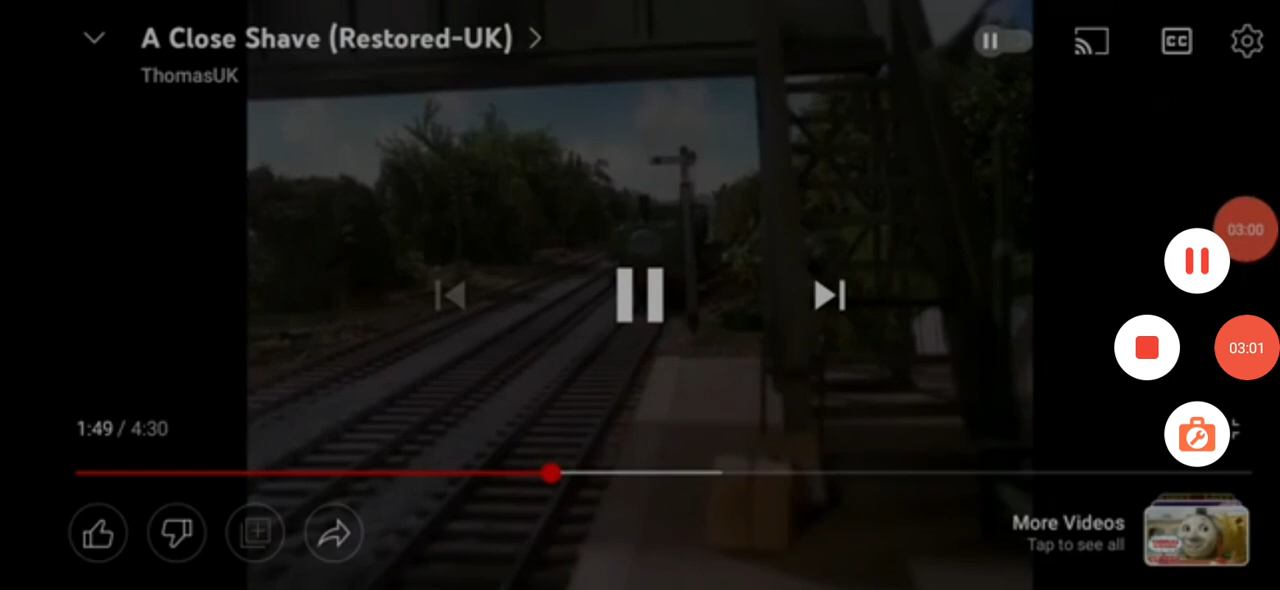 A Close Shave (Restored-UK)
ThomasUK
CC
03:00
03:01
1:49 / 4:30
More Videos
Tap to see all